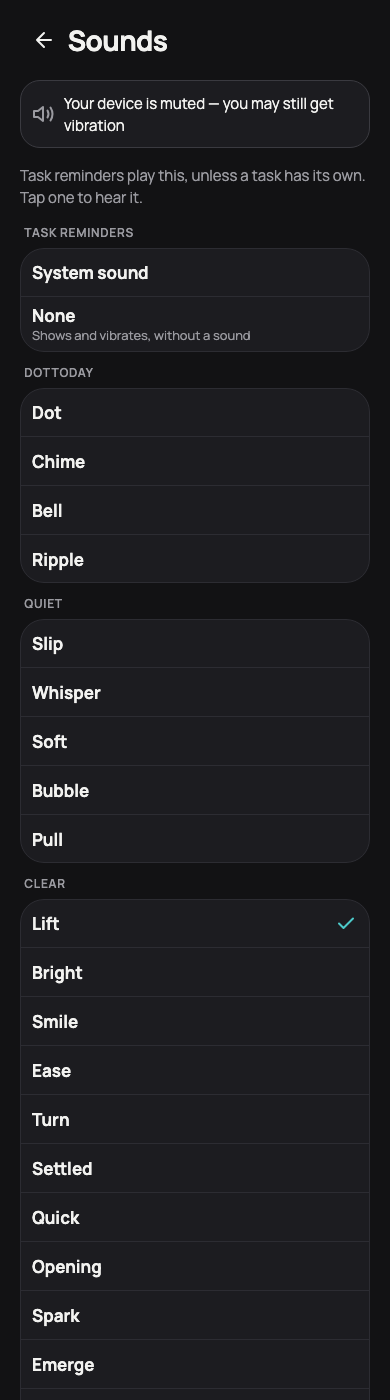 Sounds
Your device is muted — you may still get
vibration
Task reminders play this, unless a task has its own.
Tap one to hear it.
TASK REMINDERS
System sound
None
Shows and vibrates, without a sound
DOTTODAY
Dot
Chime
Bell
Ripple
QUIET
Slip
Whisper
Soft
Bubble
Pull
CLEAR
Lift
Bright
Smile
Ease
Turn
Settled
Quick
Opening
Spark
Emerge